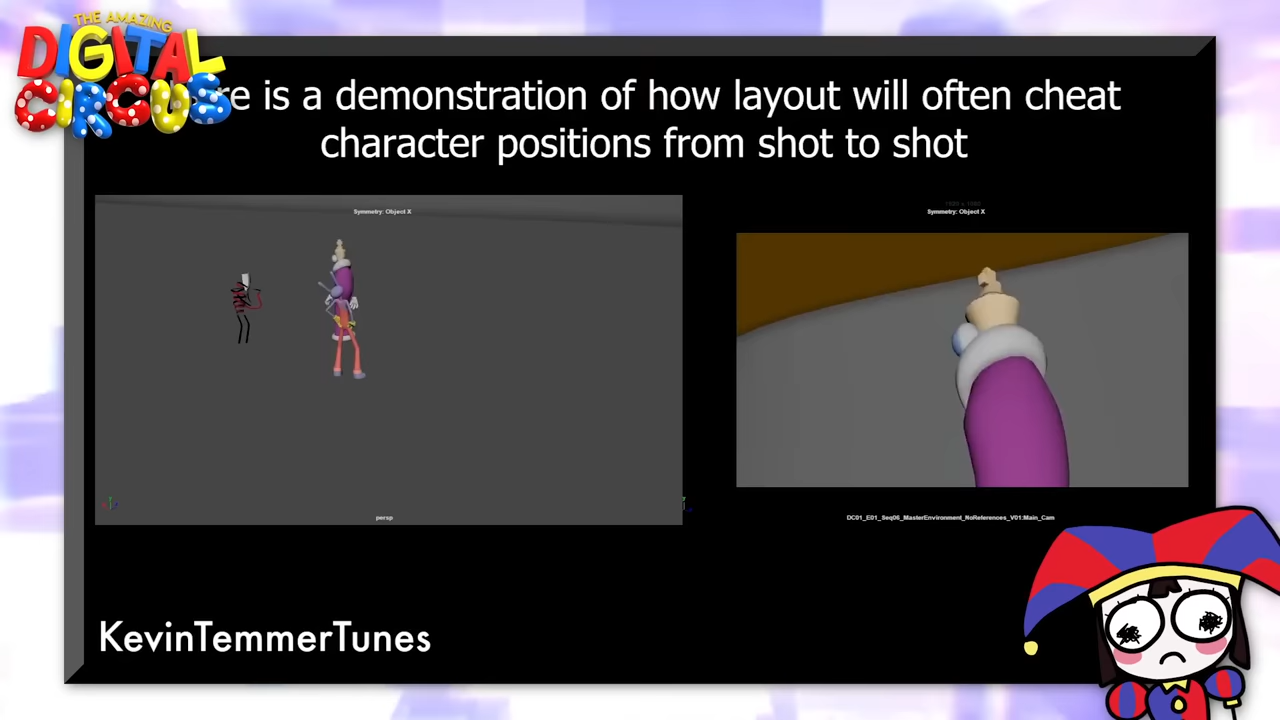 THE AMAZING
DIGITAL
CIRCUS
re is a demonstration of how layout will often cheat
character positions from shot to shot
Symmetry: Object X
Symmetry: Object X
persp
DC01_E01_Seq06_MasterEnvironment_NoReferences_V01:Main_Cam
KevinTemmerTunes